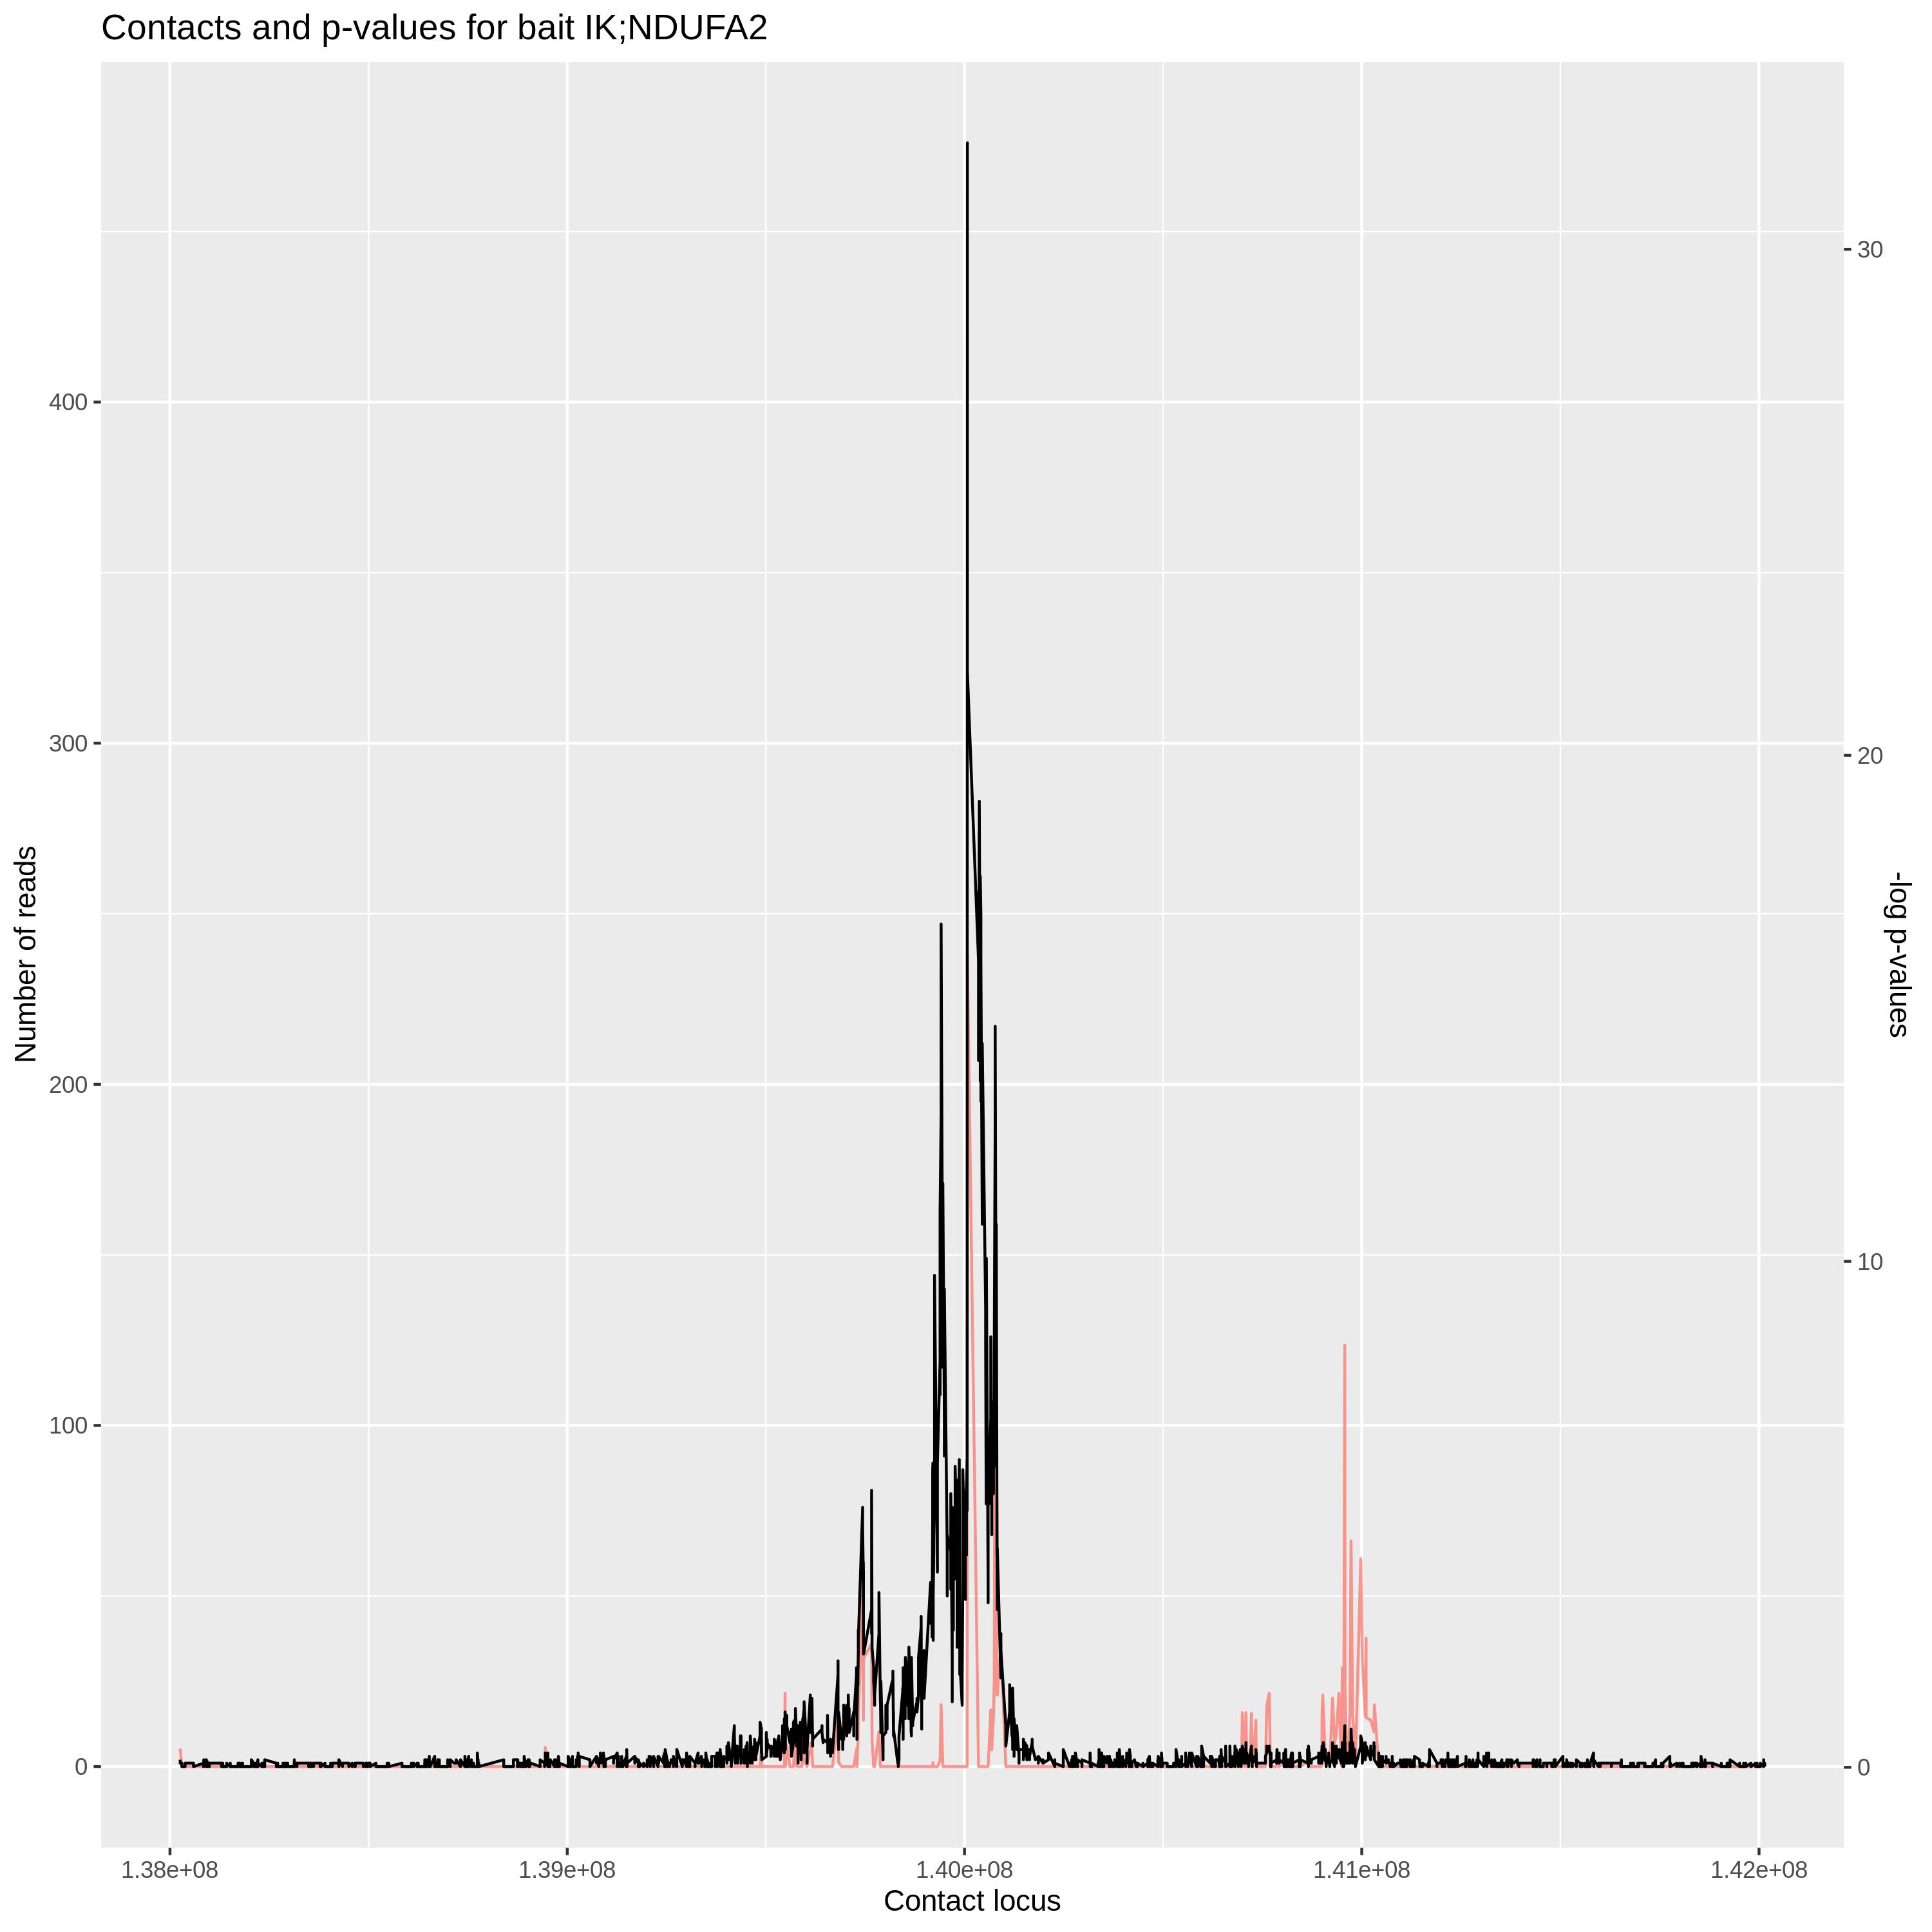 Contacts and p-values for bait IK;NDUFA2
Number of reads
400
300
200
100
0
30
20
10
0
-log p-values
1.38e+08
1.39e+08
1.40e+08
1.41e+08
1.42e+08
Contact locus